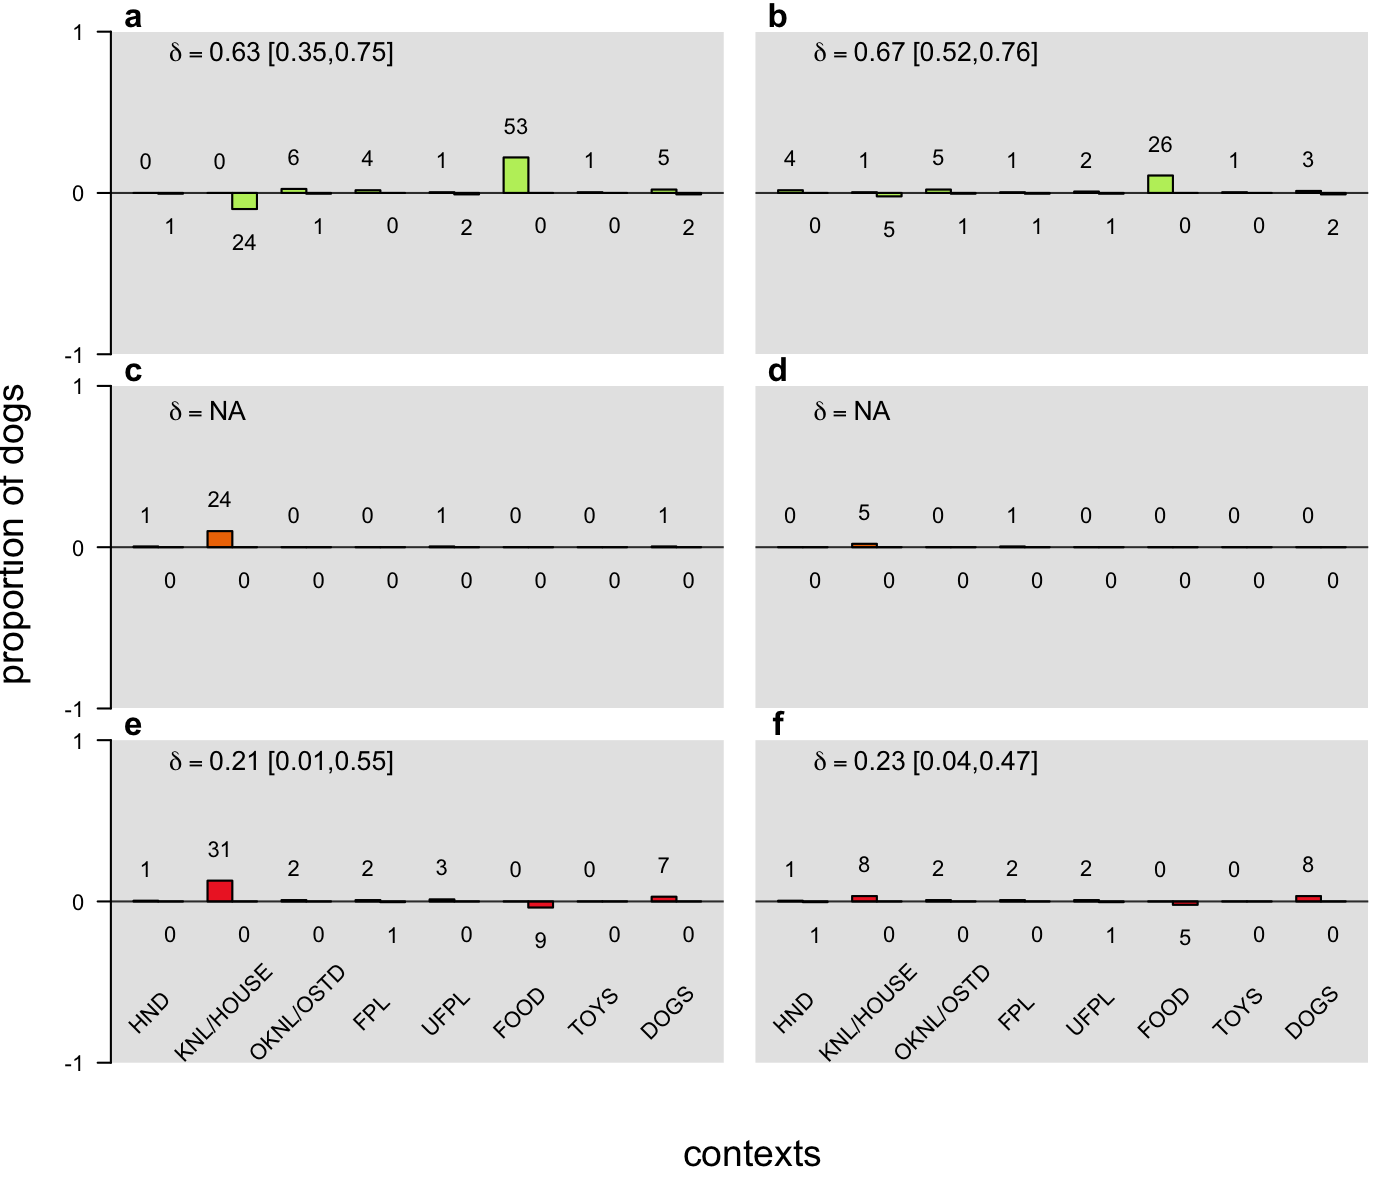 a
b
1
δ = 0.63 [0.35,0.75]
δ = 0.67 [0.52,0.76]
0 0 6 4 1 53 1 5
4 1 5 1 2 26 1 3
0
1 24 1 0 2 0 0 2
0 5 1 1 1 0 0 2
-1
c
d
1
δ = NA
δ = NA
1 24 0 0 1 0 0 1
0 5 0 1 0 0 0 0
0
0 0 0 0 0 0 0 0
0 0 0 0 0 0 0 0
-1
e
f
1
δ = 0.21 [0.01,0.55]
δ = 0.23 [0.04,0.47]
1 31 2 2 3 0 0 7
1 8 2 2 2 0 0 8
0
0 0 0 1 0 9 0 0
1 0 0 0 1 5 0 0
-1
HND KNL/HOUSE OKNL/OSTD FPL UFPL FOOD TOYS DOGS
HND KNL/HOUSE OKNL/OSTD FPL UFPL FOOD TOYS DOGS
proportion of dogs
contexts